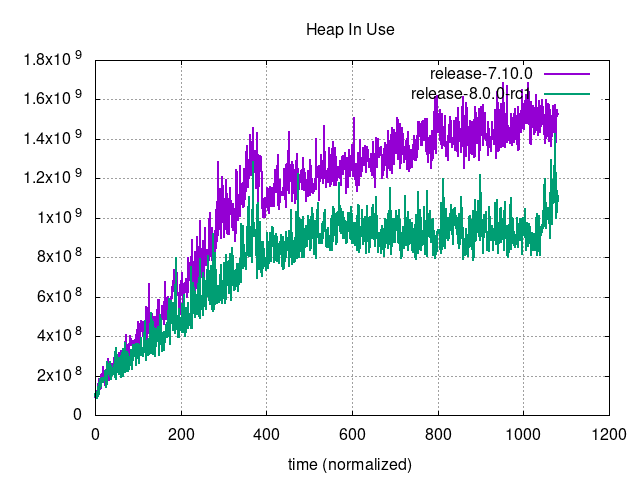 Heap In Use
1.8x10^9
1.6x10^9
1.4x10^9
1.2x10^9
1x10^9
8x10^8
6x10^8
4x10^8
2x10^8
0
release-7.10.0
release-8.0.0-rc1
0 200 400 600 800 1000 1200
time (normalized)